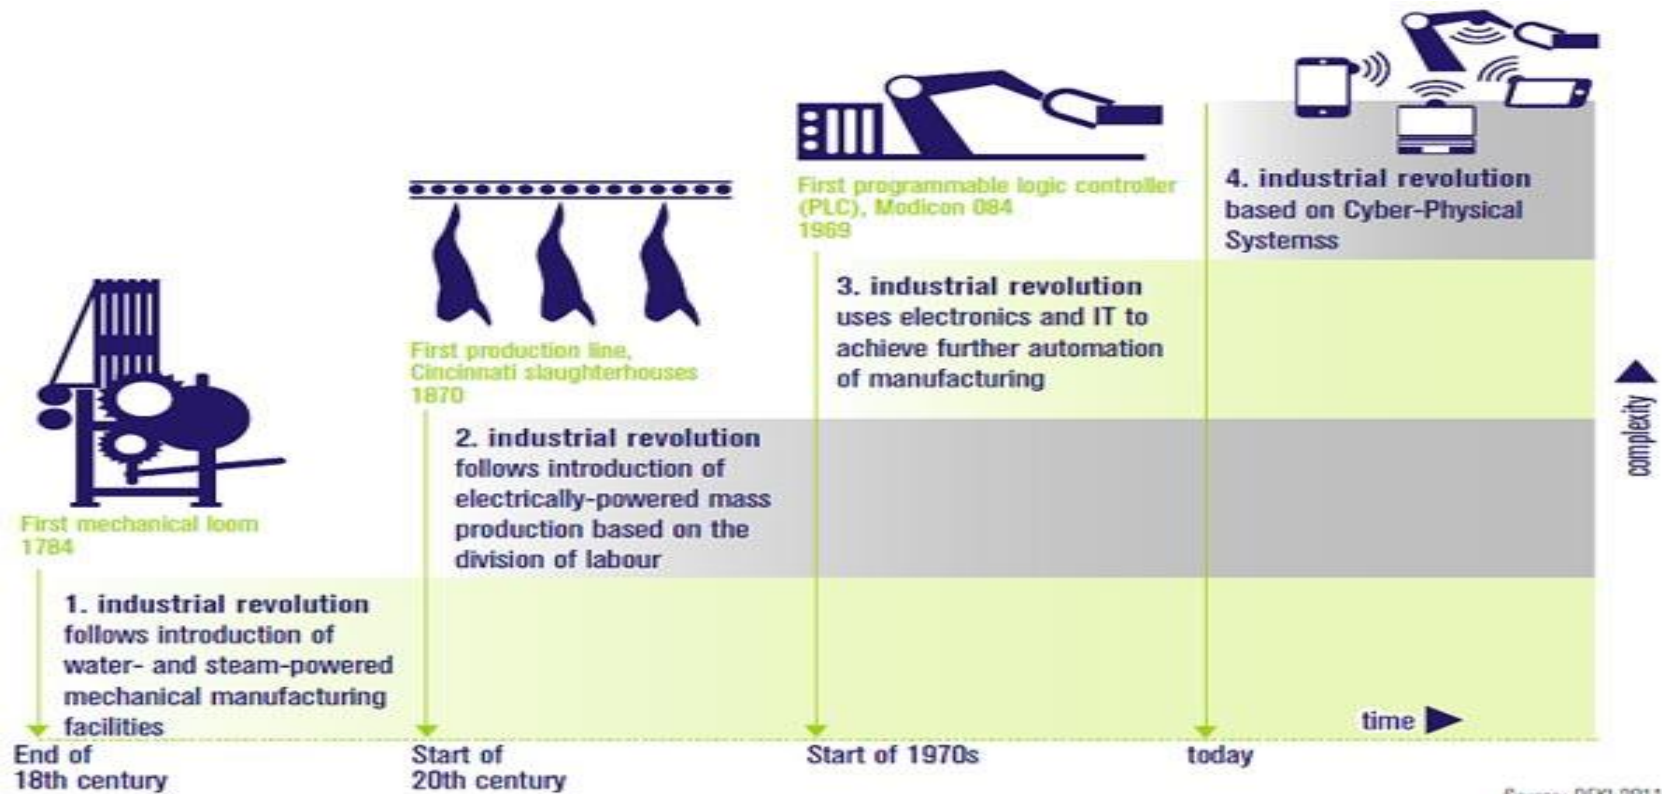 First mechanical loom
1784
1. industrial revolution
follows introduction of
water- and steam-powered
mechanical manufacturing
facilities
End of
18th century
First production line,
Cincinnati slaughterhouses
1870
2. industrial revolution
follows introduction of
electrically-powered mass
production based on the
division of labour
Start of
20th century
First programmable logic controller
(PLC), Modicon 084
1969
3. industrial revolution
uses electronics and IT to
achieve further automation
of manufacturing
Start of 1970s
4. industrial revolution
based on Cyber-Physical
Systemss
today
time
complexity